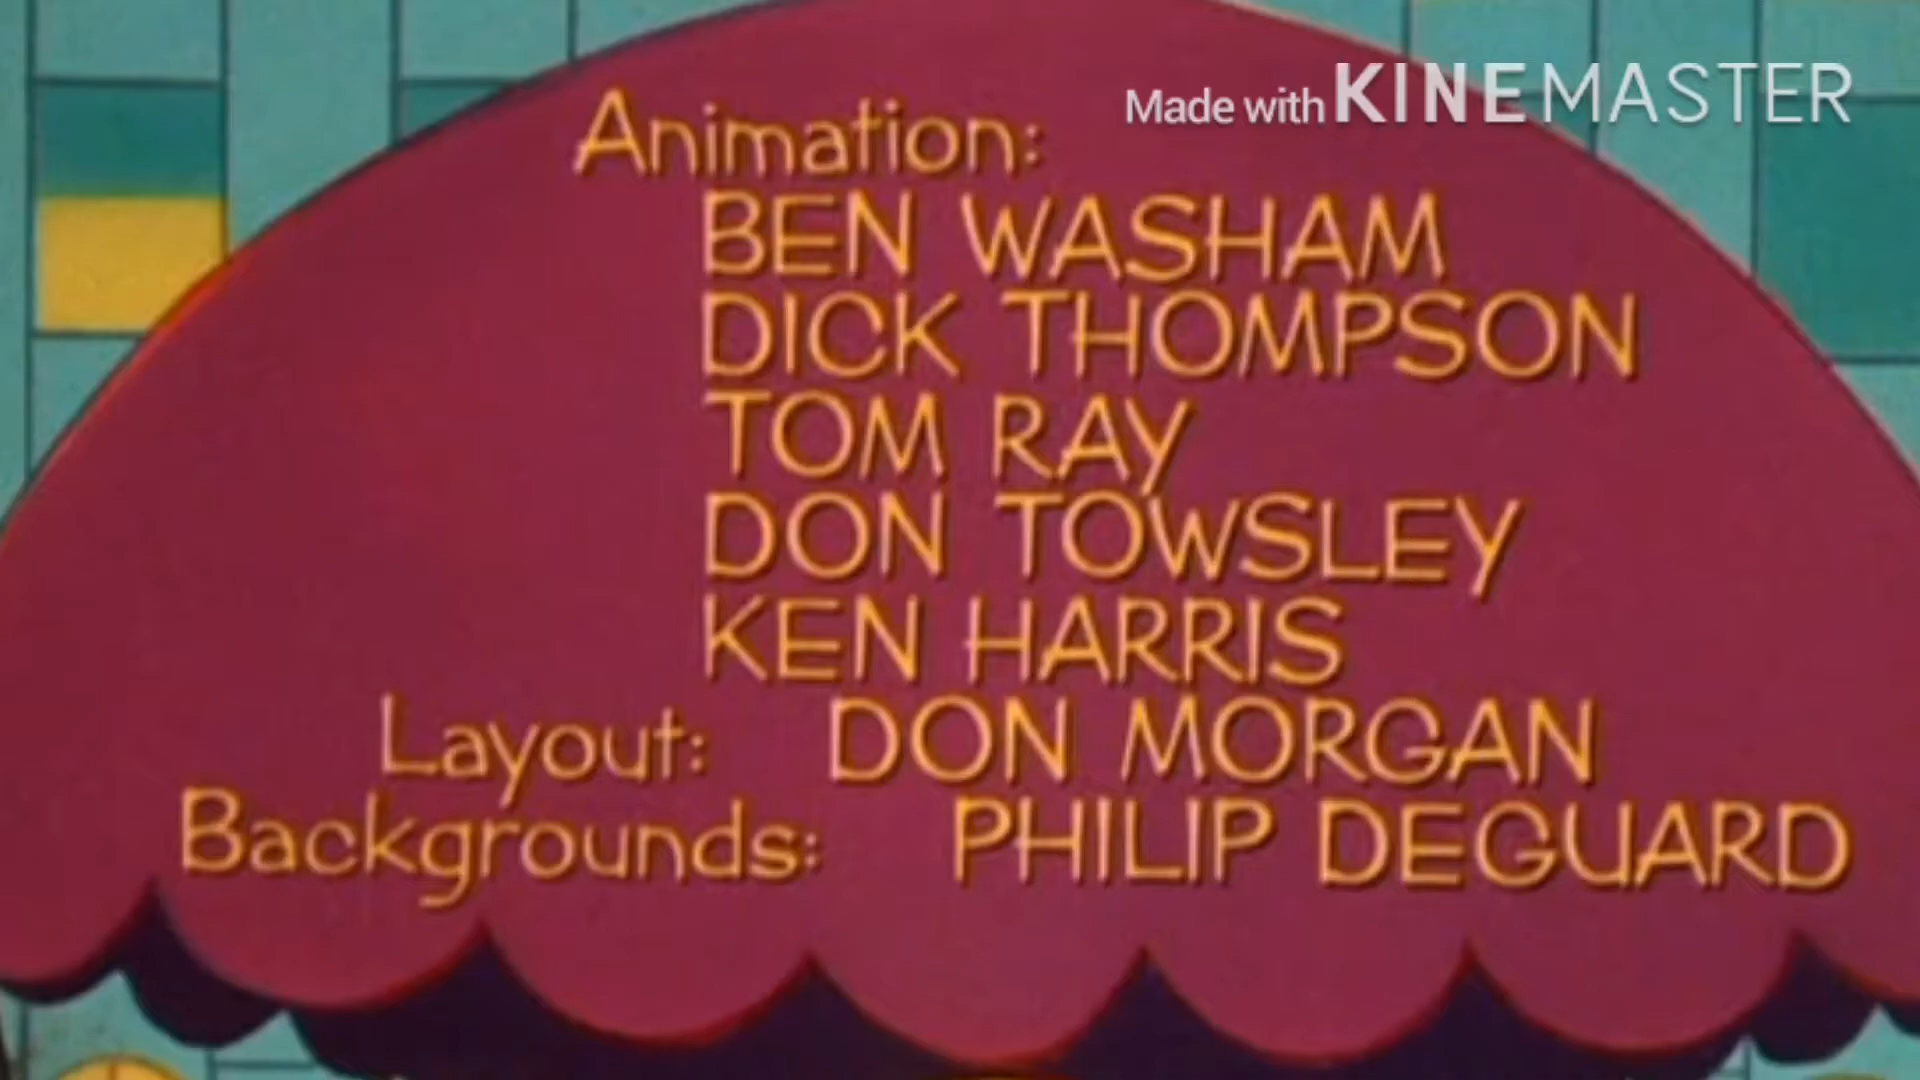 Made with KINEMASTER
Animation:
BEN WASHAM
DICK THOMPSON
TOM RAY
DON TOWSLEY
KEN HARRIS
Layout: DON MORGAN
Backgrounds: PHILIP DEGUARD